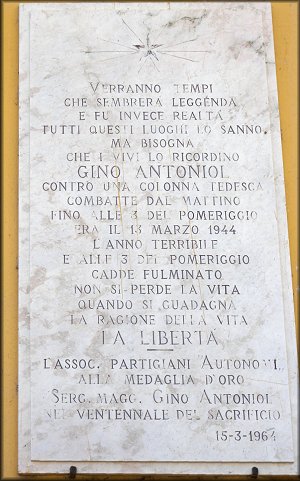 VERRANNO TEMPI
CHE SEMBRERÀ LEGGENDA
E FU INVECE REALTÀ
TUTTI QUESTI LUOGHI LO SANNO.
MA BISOGNA
CHE I VIVI LO RICORDINO
GINO ANTONIOL
CONTRO UNA COLONNA TEDESCA
COMBATTE DAL MATTINO
FINO ALLE 3 DEL POMERIGGIO
ERA IL 13 MARZO 1944
L'ANNO TERRIBILE
E ALLE 3 DEL POMERIGGIO
CADDE FULMINATO
NON SI PERDE LA VITA
QUANDO SI GUADAGNA
LA RAGIONE DELLA VITA
LA LIBERTÀ
L'ASSOC. PARTIGIANI AUTONOMI
ALLA MEDAGLIA D'ORO
SERG. MAGG. GINO ANTONIOL
NEL VENTENNALE DEL SACRIFICIO
15-3-1964